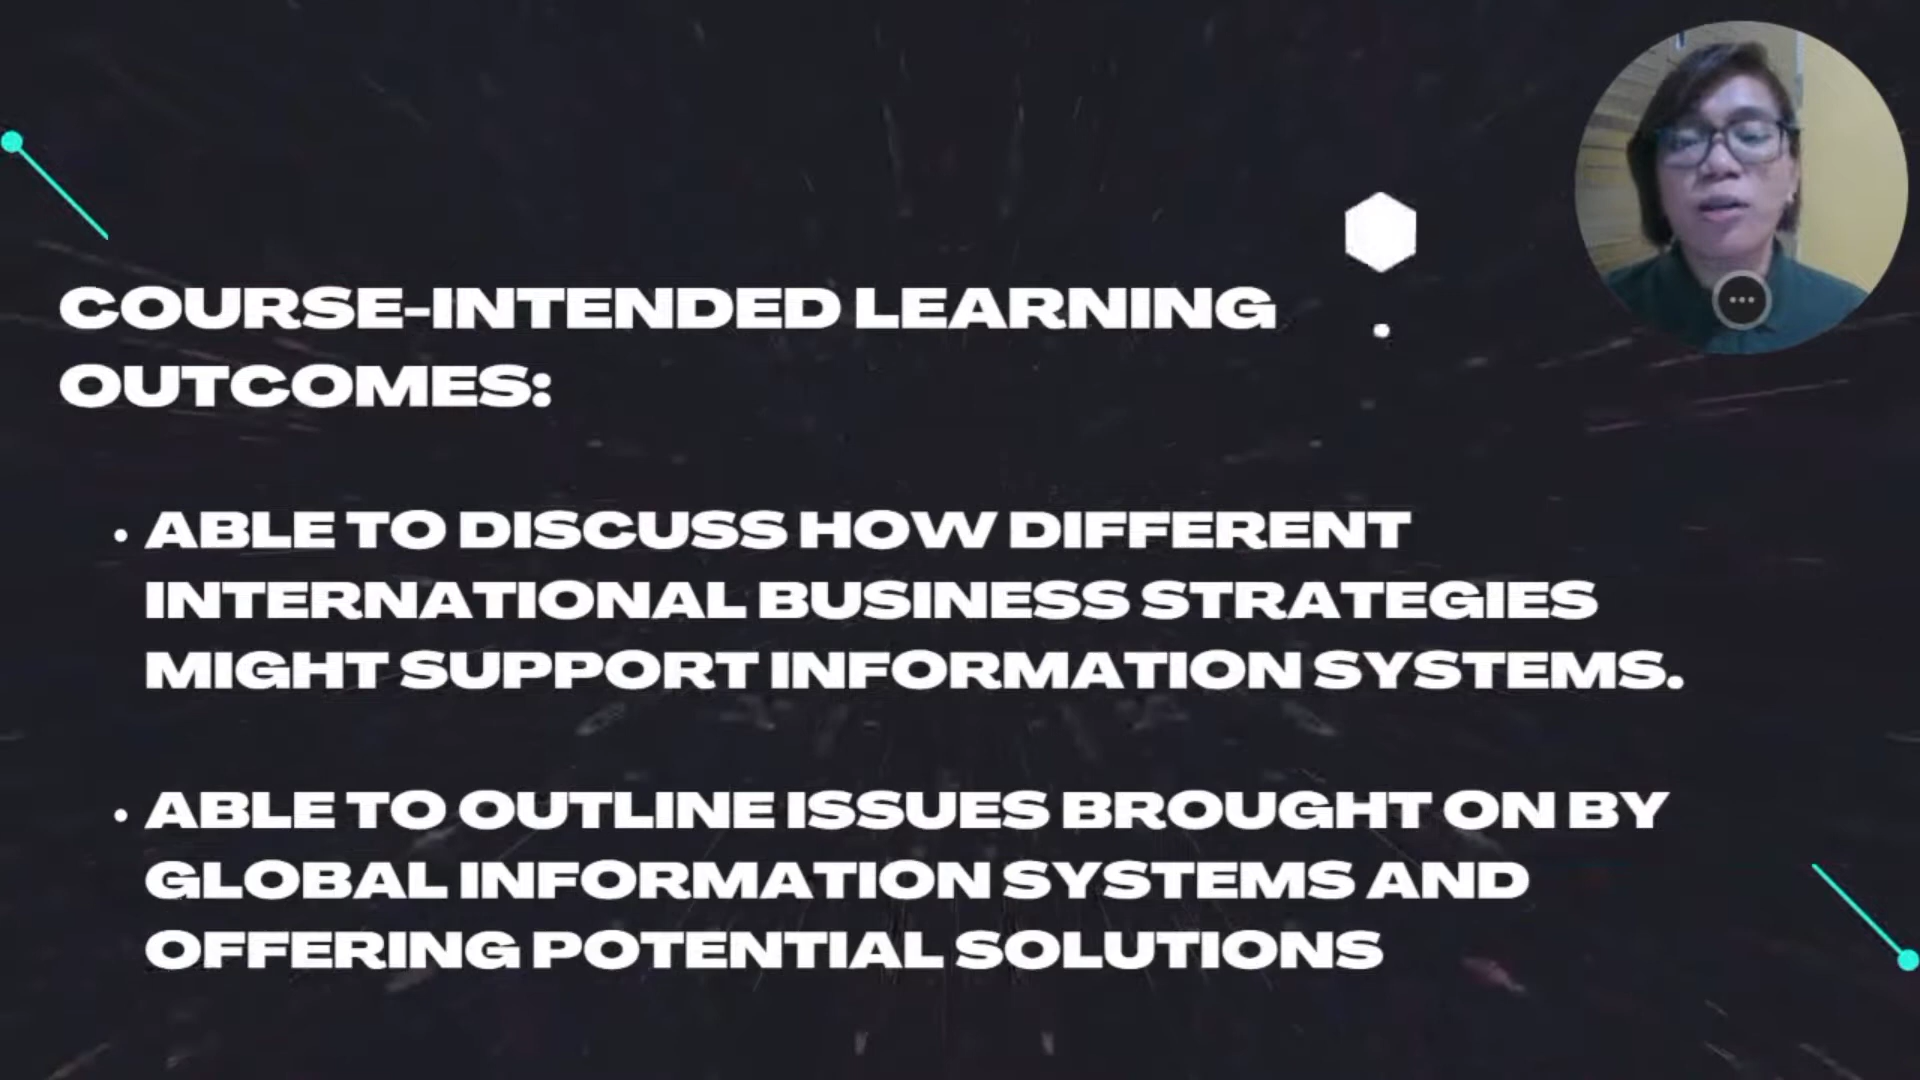 COURSE-INTENDED LEARNING
OUTCOMES:
• ABLE TO DISCUSS HOW DIFFERENT
INTERNATIONAL BUSINESS STRATEGIES
MIGHT SUPPORT INFORMATION SYSTEMS.
• ABLE TO OUTLINE ISSUES BROUGHT ON BY
GLOBAL INFORMATION SYSTEMS AND
OFFERING POTENTIAL SOLUTIONS